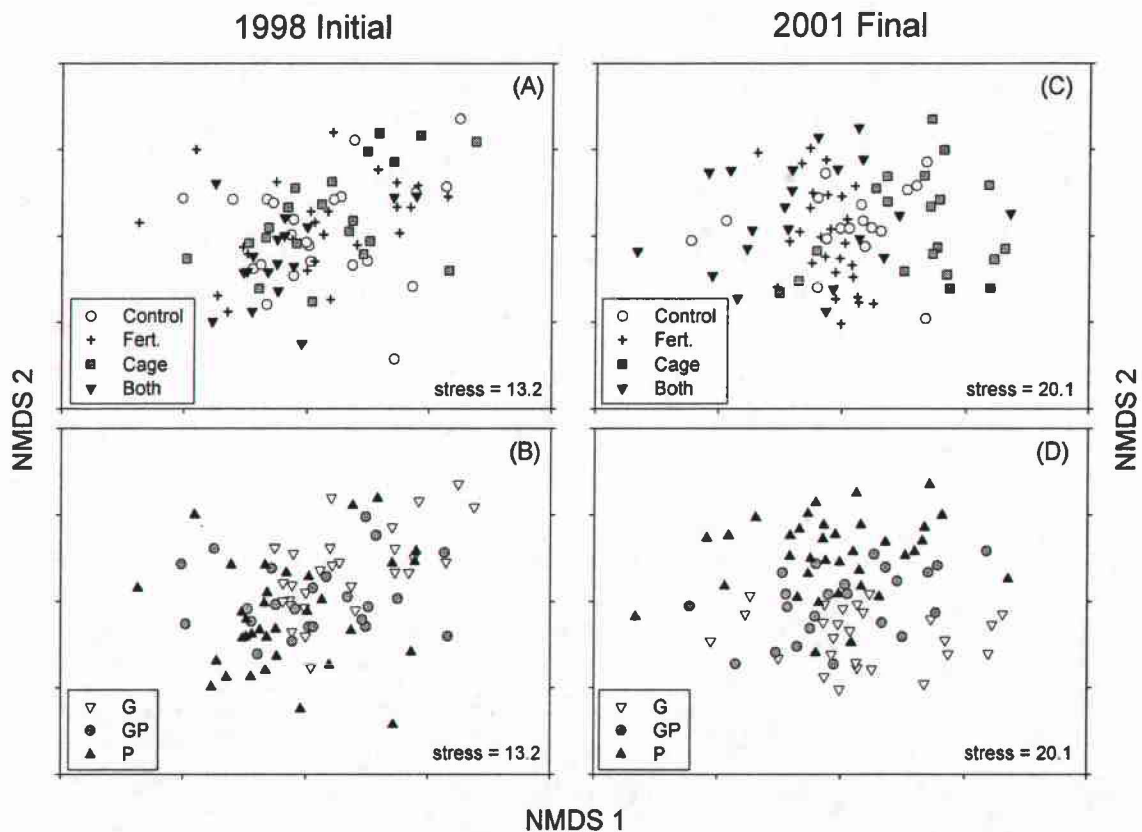 1998 Initial
2001 Final
(A)
Control
Fert.
Cage
Both
stress = 13.2
(C)
Control
Fert.
Cage
Both
stress = 20.1
NMDS 2
NMDS 2
(B)
G
GP
P
stress = 13.2
(D)
G
GP
P
stress = 20.1
NMDS 1